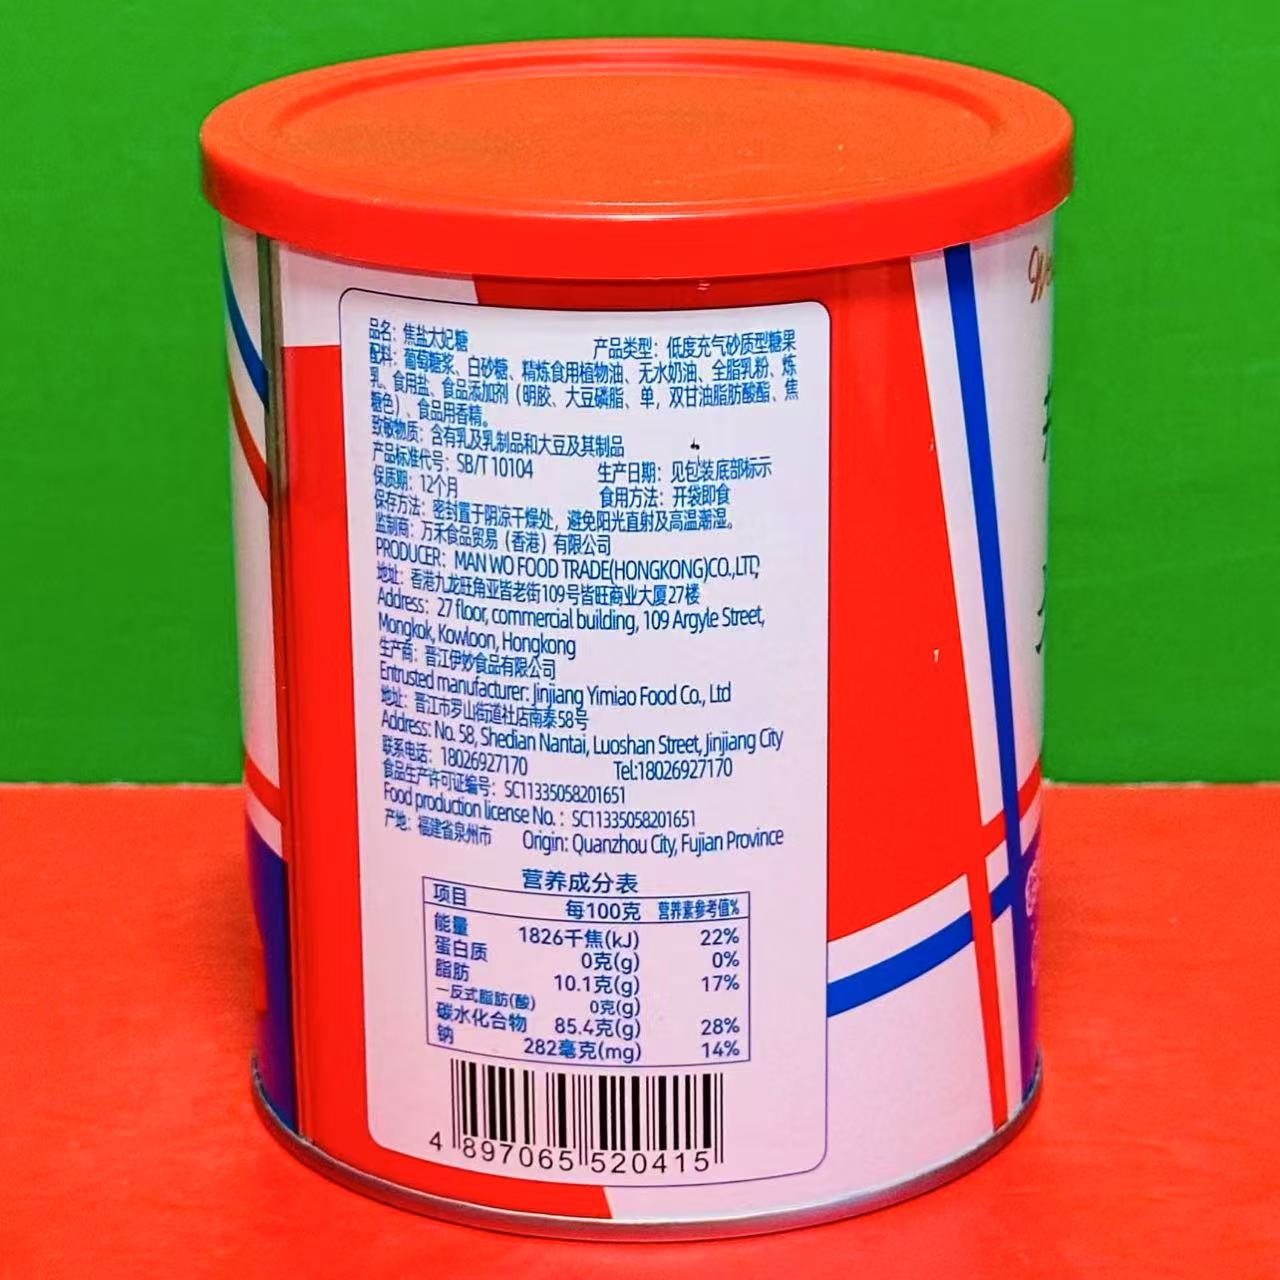 品名：焦盐太妃糖 产品类型：低度充气砂质型糖果
配料：葡萄糖浆、白砂糖、精炼食用植物油、无水奶油、全脂乳粉、炼
乳、食用盐、食品添加剂（明胶、大豆磷脂、单，双甘油脂肪酸酯、焦
糖色）、食品用香精。
致敏物质：含有乳及乳制品和大豆及其制品
产品标准代号：SB/T 10104 生产日期：见包装底部标示
保质期：12个月 食用方法：开袋即食
保存方法：密封置于阴凉干燥处，避免阳光直射及高温潮湿。
监制商：万禾食品贸易（香港）有限公司
PRODUCER：MAN WO FOOD TRADE(HONGKONG)CO.,LTD
地址：香港九龙旺角亚皆老街109号皆旺商业大厦27楼
Address：27 floor, commercial building, 109 Argyle Street,
Mongkok, Kowloon, Hongkong
生产商：晋江伊妙食品有限公司
Entrusted manufacturer: Jinjiang Yimiao Food Co., Ltd
地址：晋江市罗山街道社店南泰58号
Address: No. 58, Shedian Nantai, Luoshan Street, Jinjiang City
联系电话：18026927170 Tel:18026927170
食品生产许可证编号：SC11335058201651
Food production license No.：SC11335058201651
产地：福建省泉州市 Origin: Quanzhou City, Fujian Province
营养成分表
项目 每100克 营养素参考值%
能量 1826千焦(kJ) 22%
蛋白质 0克(g) 0%
脂肪 10.1克(g) 17%
一反式脂肪(酸) 0克(g)
碳水化合物 85.4克(g) 28%
钠 282毫克(mg) 14%
4 897065 520415